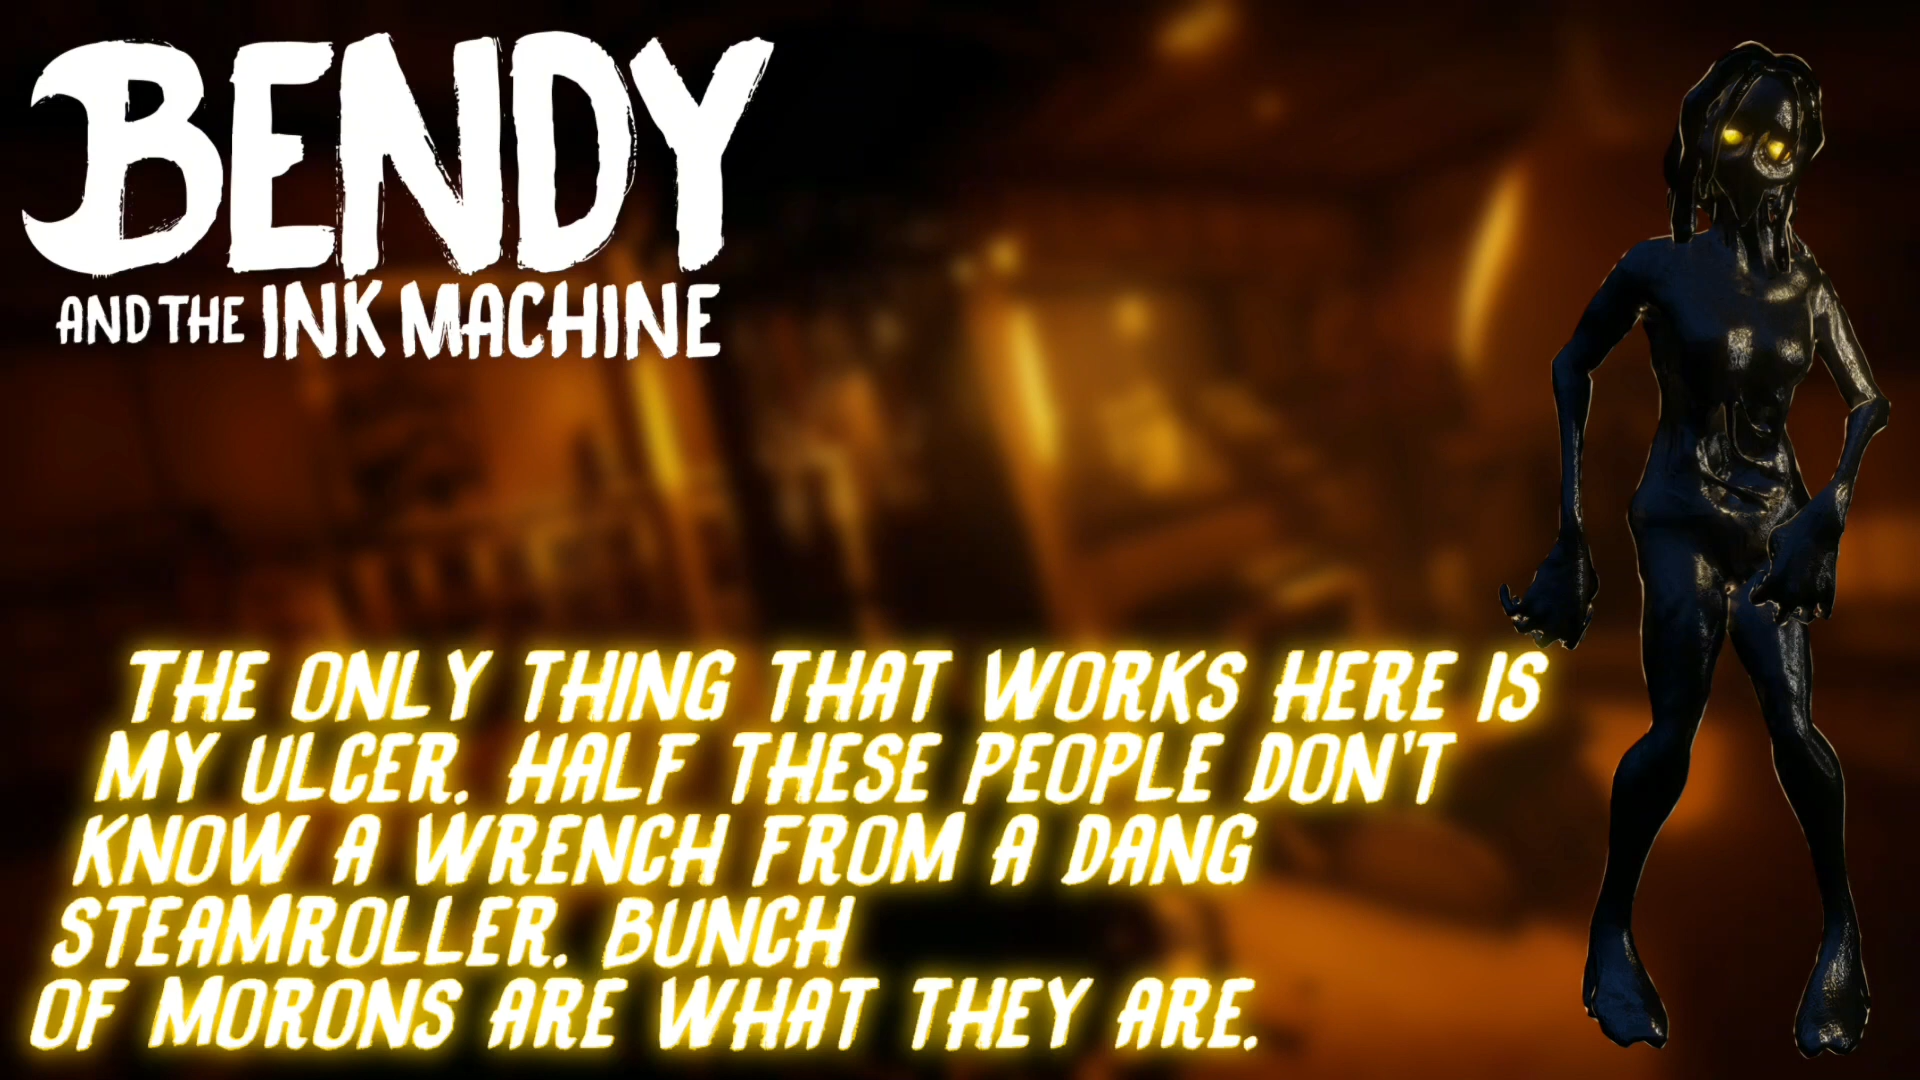 BENDY
AND THE INK MACHINE
THE ONLY THING THAT WORKS HERE IS
MY ULCER. HALF THESE PEOPLE DON'T
KNOW A WRENCH FROM A DANG
STEAMROLLER. BUNCH
OF MORONS ARE WHAT THEY ARE.